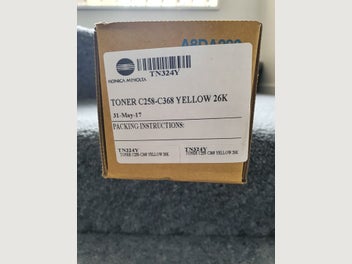 TN324Y
KONICA MINOLTA
TONER C258-C368 YELLOW 26K
31-May-17
PACKING INSTRUCTIONS:
TN324Y TN324Y
TONER C258-C368 YELLOW 26K TONER C258-C368 YELLOW 26K